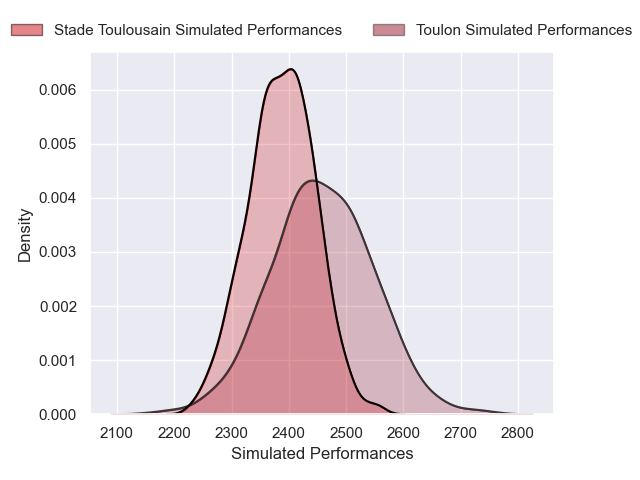 Stade Toulousain Simulated Performances Toulon Simulated Performances
0.006
0.005
0.004
0.003
0.002
0.001
0.000
Density
2100 2200 2300 2400 2500 2600 2700 2800
Simulated Performances